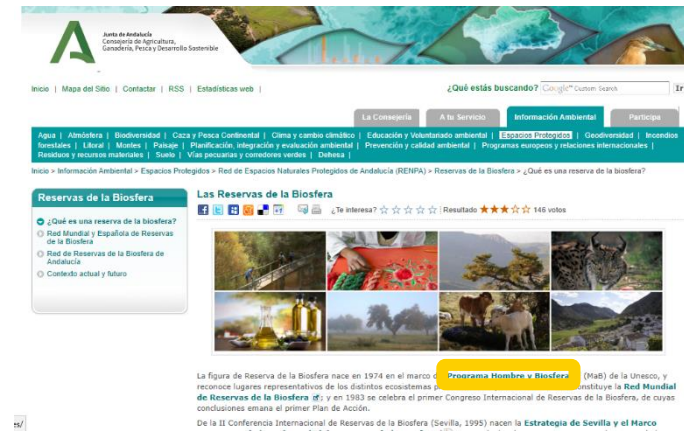 Junta de Andalucía
Consejería de Agricultura,
Ganadería, Pesca y Desarrollo Sostenible
Inicio | Mapa del Sitio | Contactar | RSS | Estadísticas web |
¿Qué estás buscando? Google Custom Search Ir
La Consejería A tu Servicio Información Ambiental Participa
Agua | Atmósfera | Biodiversidad | Caza y Pesca Continental | Clima y cambio climático | Educación y Voluntariado ambiental | Espacios Protegidos | Geodiversidad | Incendios
forestales | Litoral | Montes | Paisaje | Planificación, integración y evaluación ambiental | Prevención y calidad ambiental | Programas europeos y relaciones internacionales |
Residuos y recursos materiales | Suelo | Vías pecuarias y corredores verdes | Dehesa |
Inicio > Información Ambiental > Espacios Protegidos > Red de Espacios Naturales Protegidos de Andalucía (RENPA) > Reservas de la Biosfera > ¿Qué es una reserva de la biosfera?
Reservas de la Biosfera
¿Qué es una reserva de la biosfera?
Red Mundial y Española de Reservas
de la Biosfera
Red de Reservas de la Biosfera de
Andalucía
Contexto actual y futuro
Las Reservas de la Biosfera
¿Te interesa? Resultado 146 votos
La figura de Reserva de la Biosfera nace en 1974 en el marco Programa Hombre y Biosfera (MaB) de la Unesco, y
reconoce lugares representativos de los distintos ecosistemas constituye la Red Mundial
de Reservas de la Biosfera; y en 1983 se celebra el primer Congreso Internacional de Reservas de la Biosfera, de cuyas
conclusiones emana el primer Plan de Acción.
De la II Conferencia Internacional de Reservas de la Biosfera (Sevilla, 1995) nacen la Estrategia de Sevilla y el Marco
es/